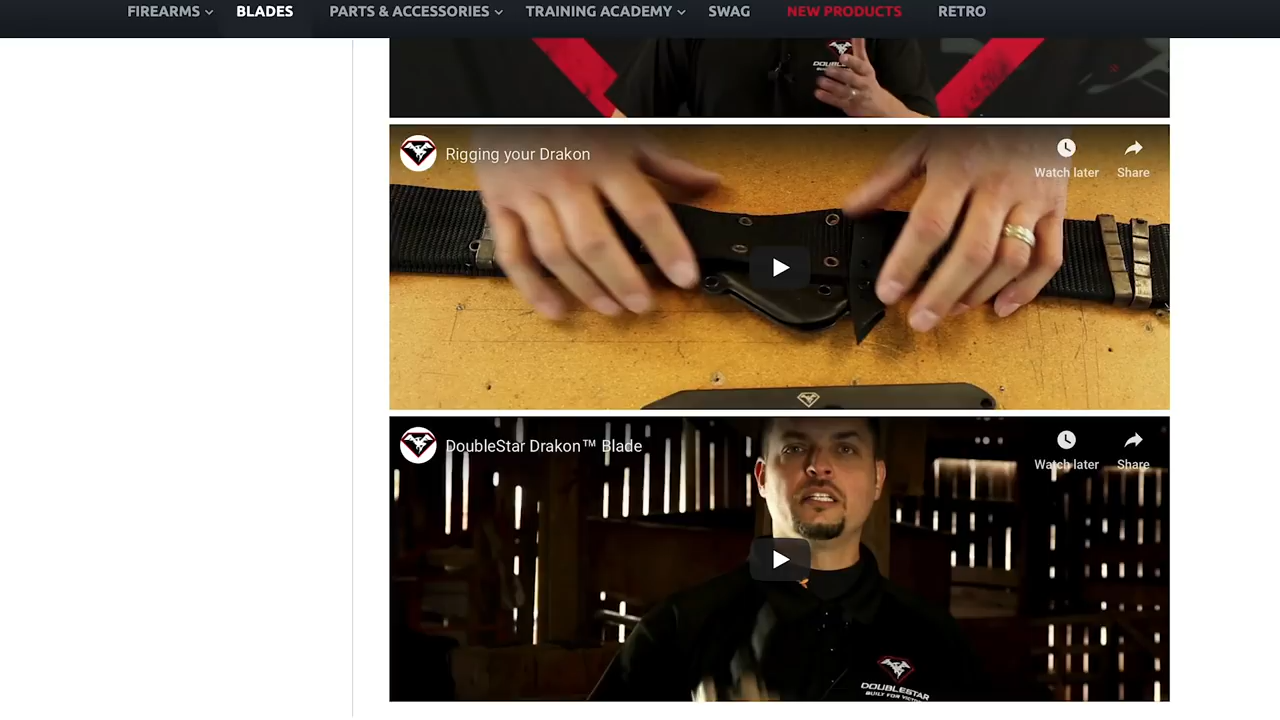 FIREARMS BLADES PARTS & ACCESSORIES TRAINING ACADEMY SWAG NEW PRODUCTS RETRO
Rigging your Drakon
Watch later Share
DoubleStar Drakon™ Blade
Watch later Share
DOUBLESTAR